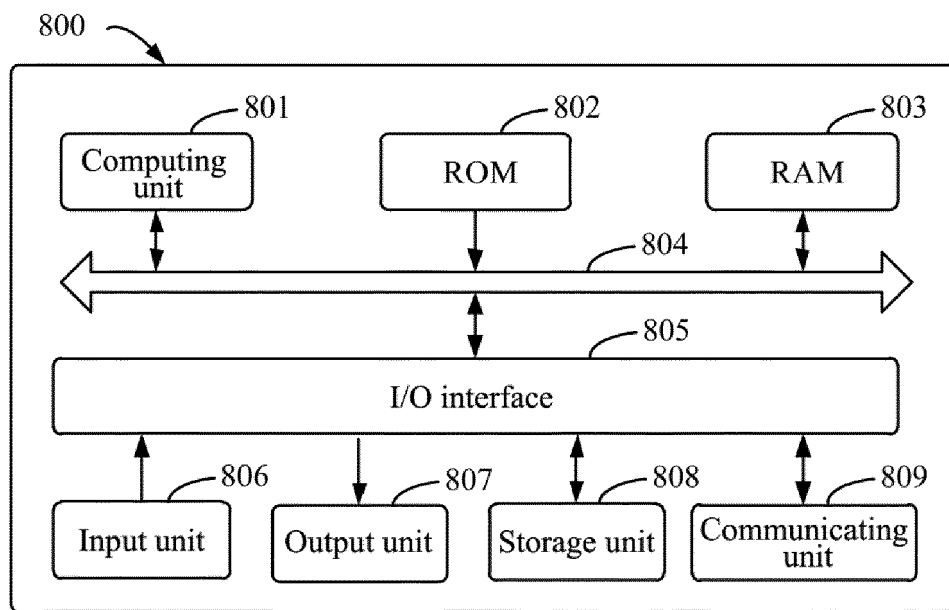 800
801
802
803
Computing
unit
ROM
RAM
804
805
I/O interface
806
807
808
809
Input unit
Output unit
Storage unit
Communicating
unit